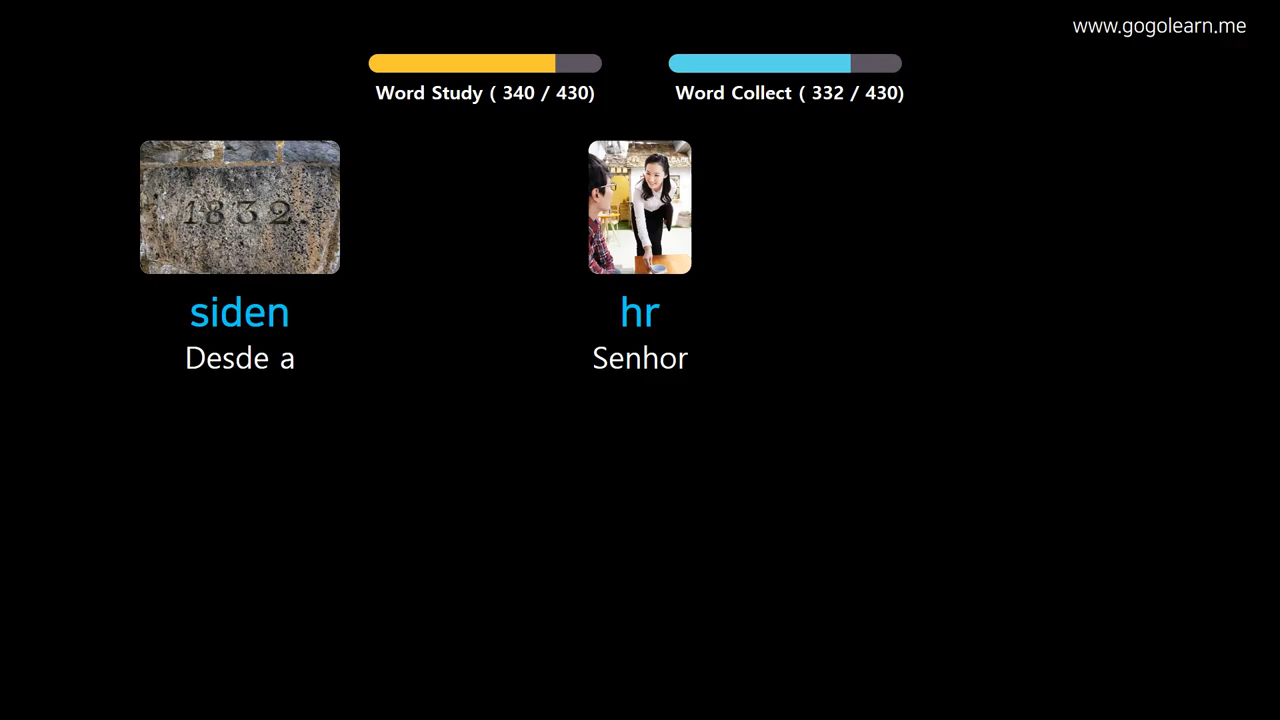 www.gogolearn.me
Word Study ( 340 / 430)
Word Collect ( 332 / 430)
1832.
siden
hr
Desde a
Senhor